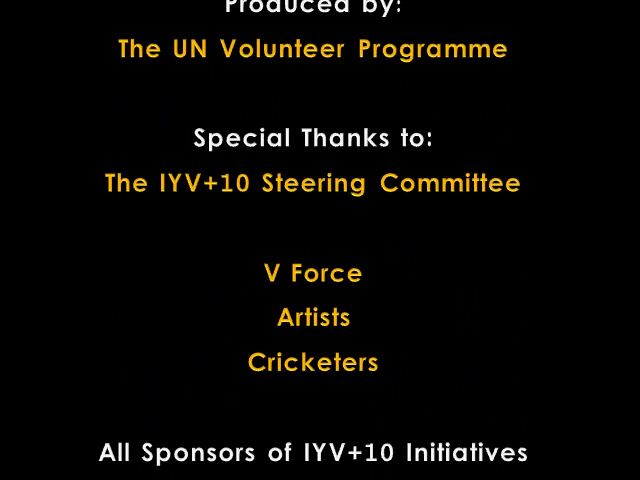 Produced by:
The UN Volunteer Programme
Special Thanks to:
The IYV+10 Steering Committee
V Force
Artists
Cricketers
All Sponsors of IYV+10 Initiatives